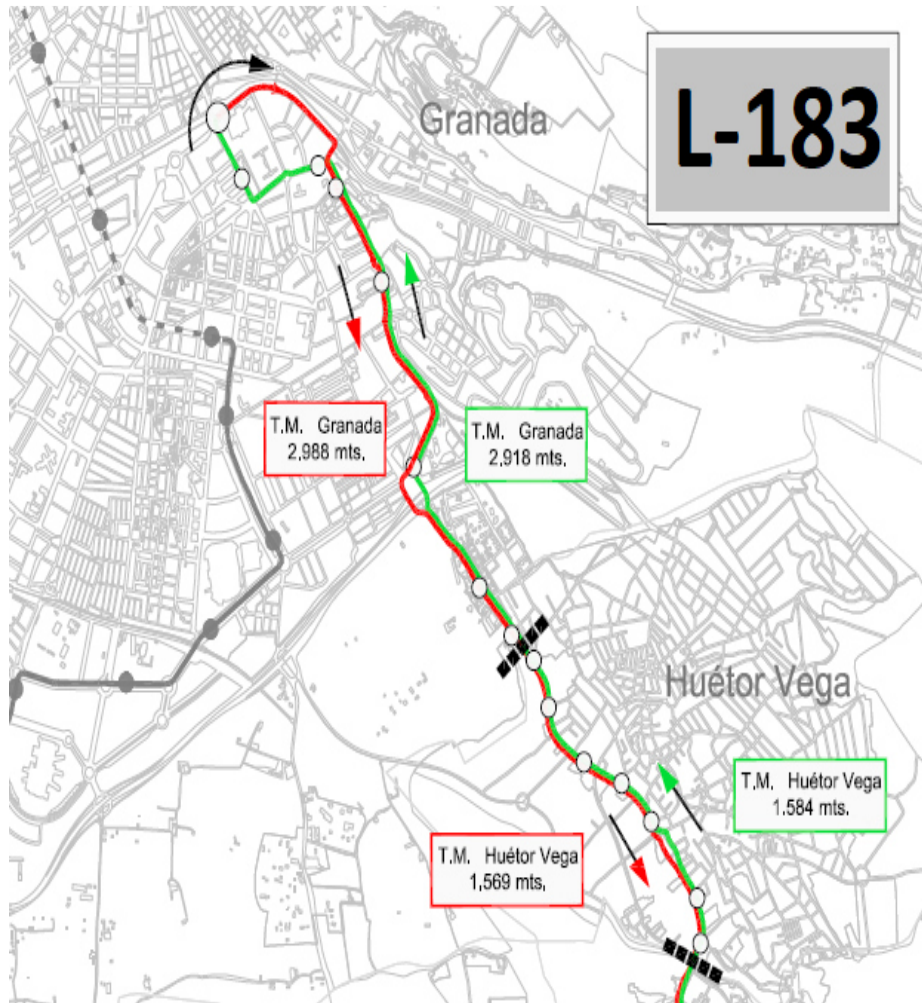 L-183
Granada
T.M. Granada
2,988 mts.
T.M. Granada
2,918 mts.
Huétor Vega
T.M. Huétor Vega
1.584 mts.
T.M. Huétor Vega
1,569 mts,